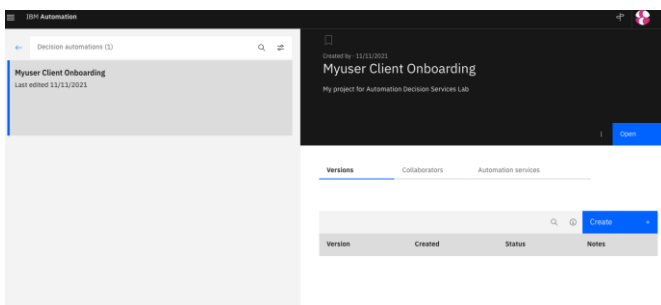 IBM Automation
Decision automations (1)
Myuser Client Onboarding
Last edited 11/11/2021
Created by · 11/11/2021
Myuser Client Onboarding
My project for Automation Decision Services Lab
Open
Versions Collaborators Automation services
Create +
Version Created Status Notes